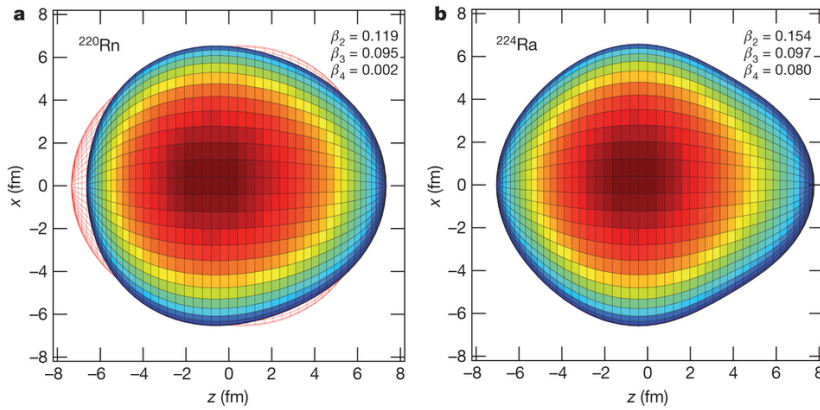 a
²²⁰Rn
β₂ = 0.119
β₃ = 0.095
β₄ = 0.002
8
6
4
2
0
−2
−4
−6
−8
x (fm)
−8 −6 −4 −2 0 2 4 6 8
z (fm)
b
²²⁴Ra
β₂ = 0.154
β₃ = 0.097
β₄ = 0.080
8
6
4
2
0
−2
−4
−6
−8
x (fm)
−8 −6 −4 −2 0 2 4 6 8
z (fm)